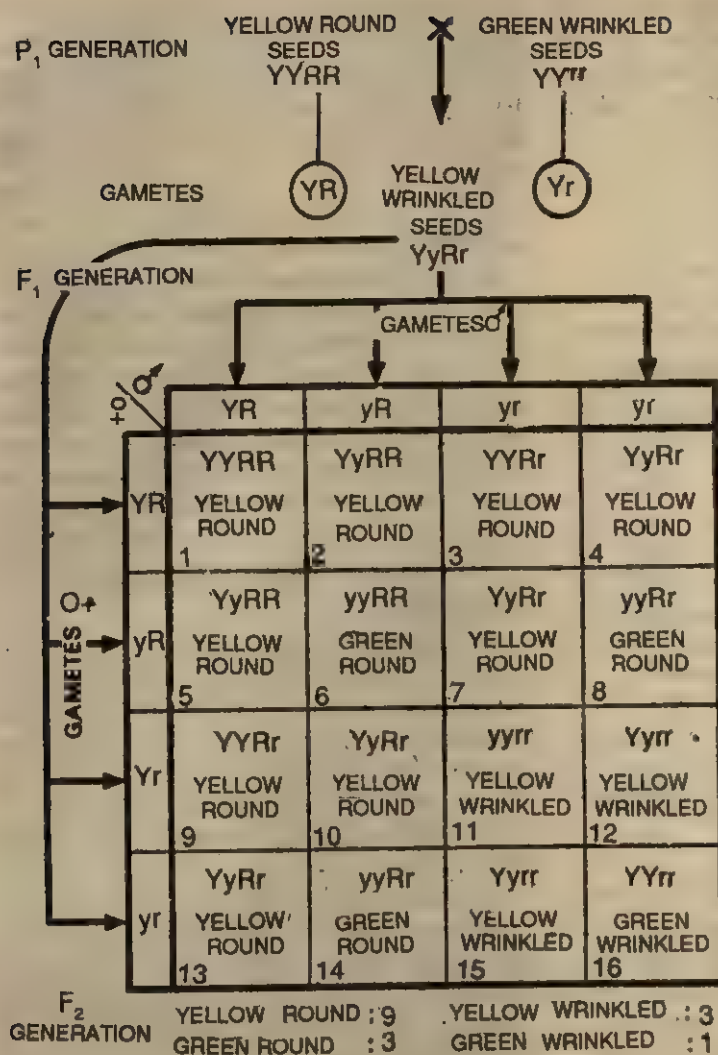 P₁ GENERATION
YELLOW ROUND
SEEDS
YYRR
X
GREEN WRINKLED
SEEDS
YYrr
GAMETES
YR
Yr
YELLOW
WRINKLED
SEEDS
YyRr
F₁ GENERATION
GAMETES♂
♀/♂
YR yR yr yr
YR
YYRR YyRR YYRr YyRr
YELLOW YELLOW YELLOW YELLOW
ROUND ROUND ROUND ROUND
1 2 3 4
GAMETES ♀
yR
YyRR yyRR YyRr yyRr
YELLOW GREEN YELLOW GREEN
ROUND ROUND ROUND ROUND
5 6 7 8
Yr
YYRr YyRr yyrr Yyrr
YELLOW YELLOW YELLOW YELLOW
ROUND ROUND WRINKLED WRINKLED
9 10 11 12
yr
YyRr yyRr Yyrr YYrr
YELLOW GREEN YELLOW GREEN
ROUND ROUND WRINKLED WRINKLED
13 14 15 16
F₂
GENERATION
YELLOW ROUND : 9 YELLOW WRINKLED : 3
GREEN ROUND : 3 GREEN WRINKLED : 1